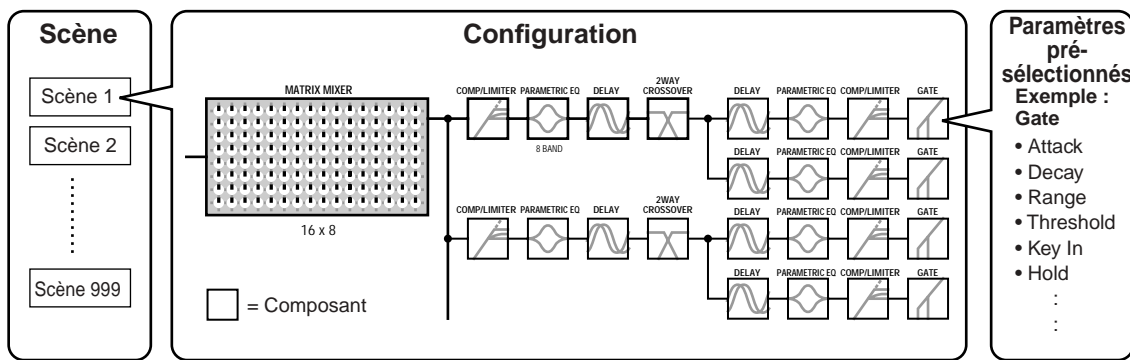 Scène
Scène 1
Scène 2
Scène 999
Configuration
MATRIX MIXER
16 x 8
= Composant
COMP/LIMITER PARAMETRIC EQ DELAY 2WAY CROSSOVER
8 BAND
DELAY PARAMETRIC EQ COMP/LIMITER GATE
DELAY PARAMETRIC EQ COMP/LIMITER GATE
COMP/LIMITER PARAMETRIC EQ DELAY 2WAY CROSSOVER
DELAY PARAMETRIC EQ COMP/LIMITER GATE
DELAY PARAMETRIC EQ COMP/LIMITER GATE
Paramètres
pré-
sélectionnés
Exemple :
Gate
• Attack
• Decay
• Range
• Threshold
• Key In
• Hold
:
: